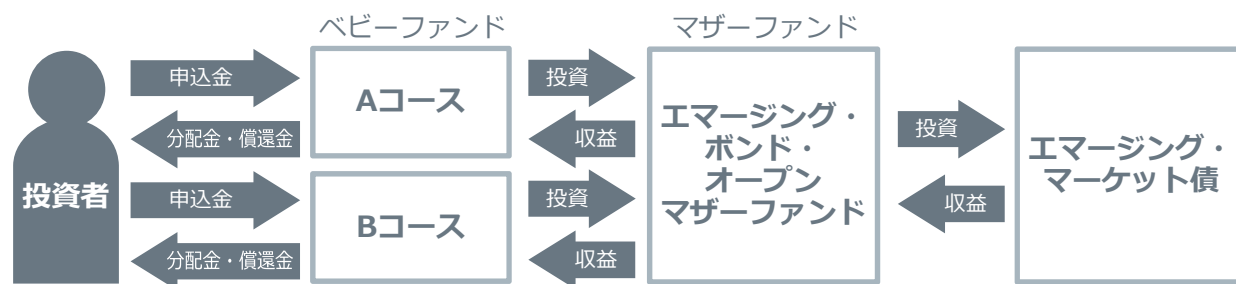 ベビーファンド
マザーファンド
投資者
申込金
分配金・償還金
申込金
分配金・償還金
Aコース
Bコース
投資
収益
投資
収益
エマージング・
ボンド・
オープン
マザーファンド
投資
収益
エマージング・
マーケット債